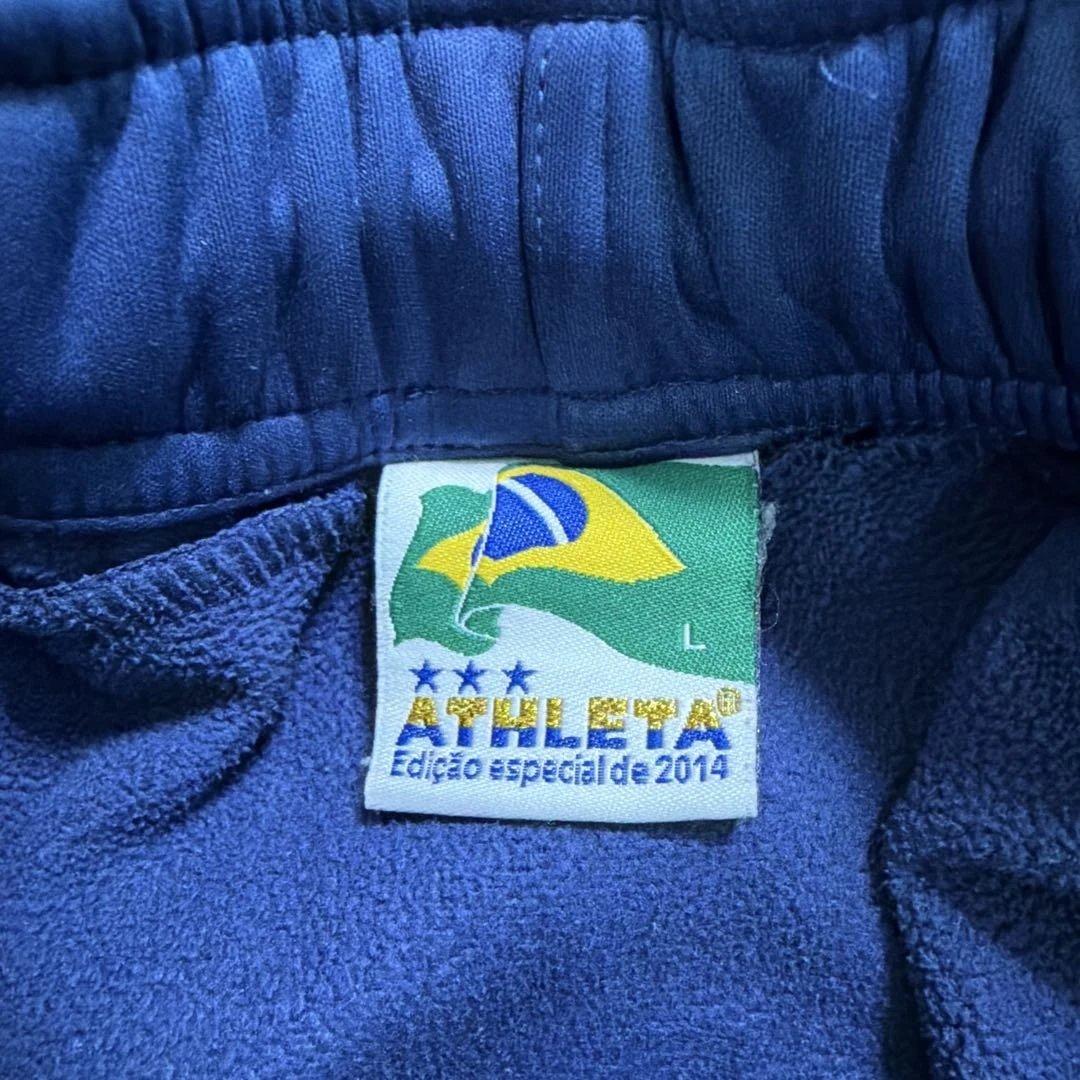 L
★★★
ATHLETA®
Edição especial de 2014